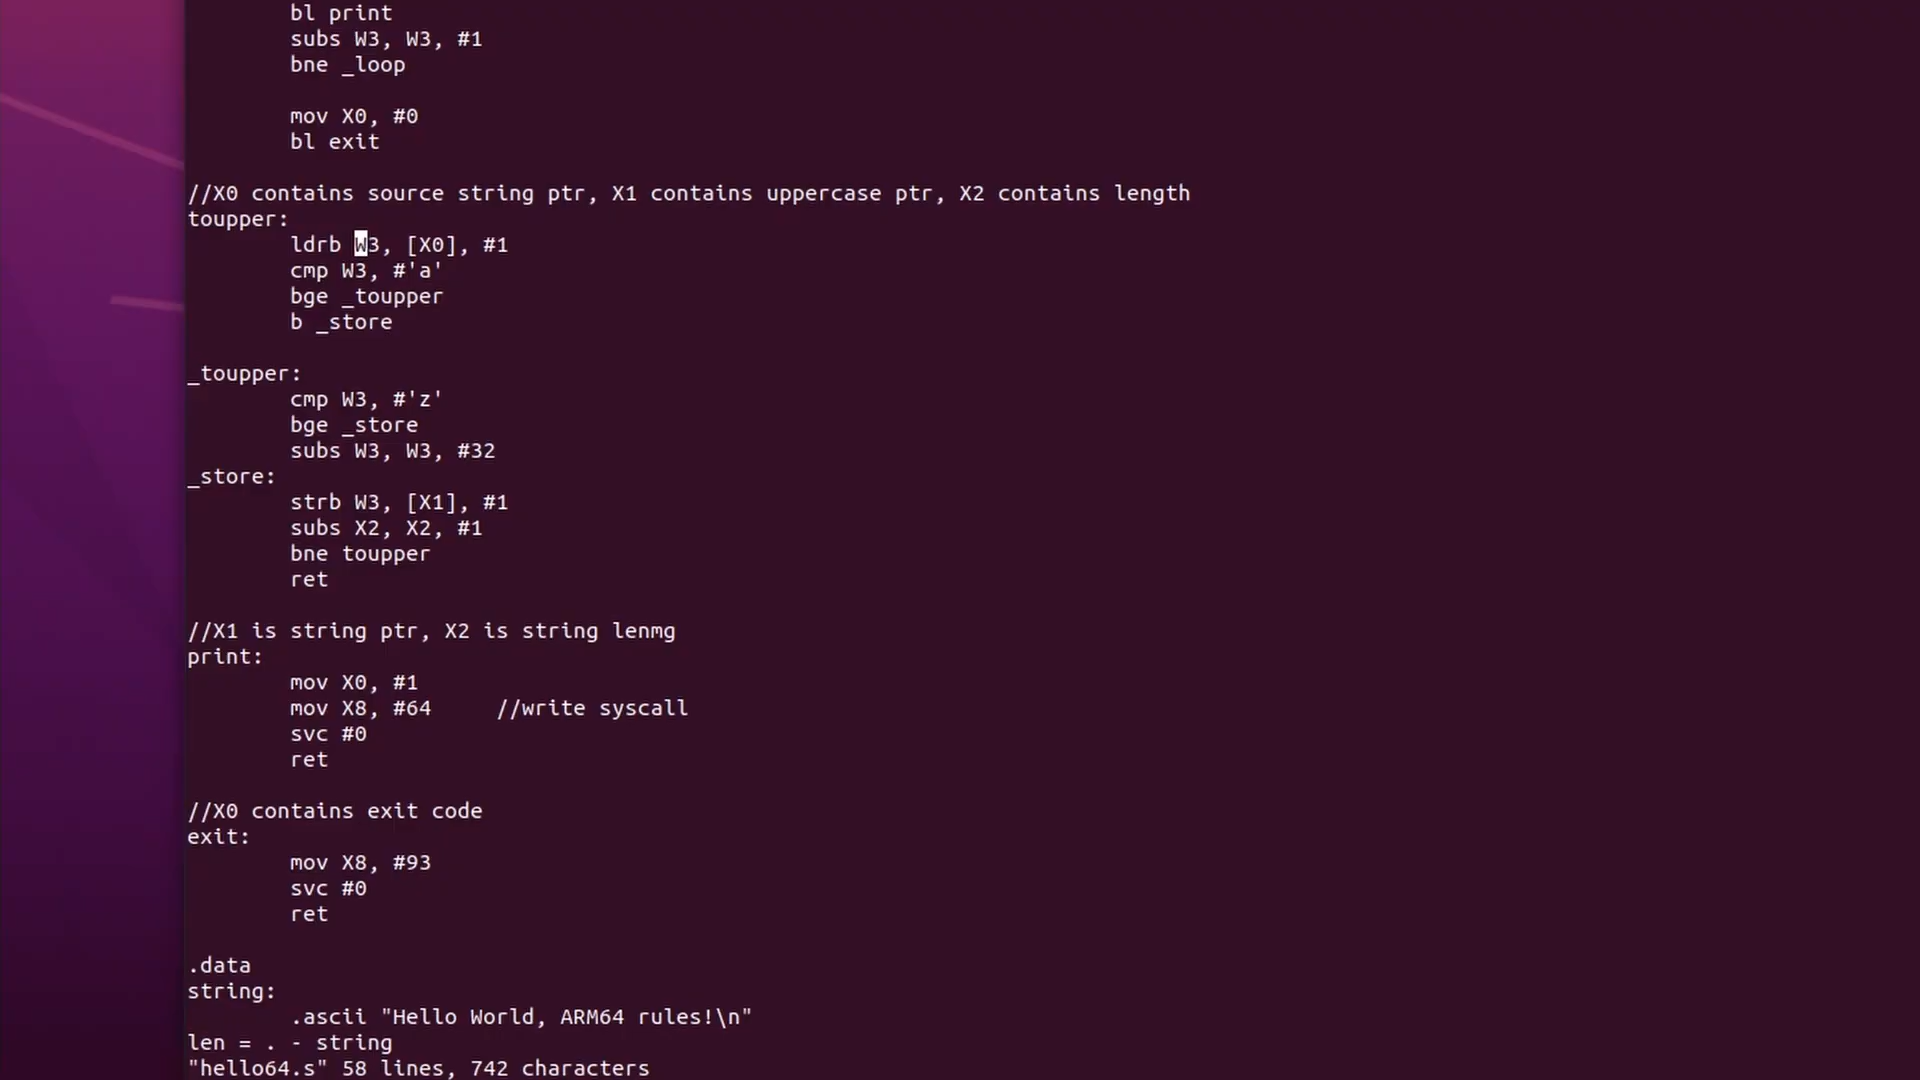 bl print
subs W3, W3, #1
bne _loop
mov X0, #0
bl exit
//X0 contains source string ptr, X1 contains uppercase ptr, X2 contains length
toupper:
ldrb W3, [X0], #1
cmp W3, #'a'
bge _toupper
b _store
_toupper:
cmp W3, #'z'
bge _store
subs W3, W3, #32
_store:
strb W3, [X1], #1
subs X2, X2, #1
bne toupper
ret
//X1 is string ptr, X2 is string lenmg
print:
mov X0, #1
mov X8, #64     //write syscall
svc #0
ret
//X0 contains exit code
exit:
mov X8, #93
svc #0
ret
.data
string:
.ascii "Hello World, ARM64 rules!\n"
len = . - string
"hello64.s" 58 lines, 742 characters